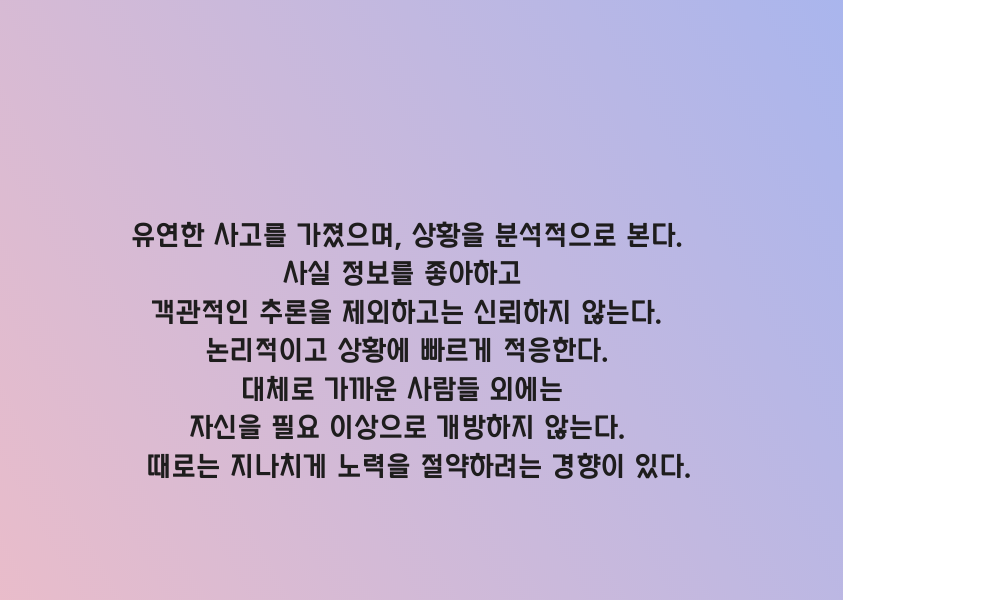 유연한 사고를 가졌으며, 상황을 분석적으로 본다.
사실 정보를 좋아하고
객관적인 추론을 제외하고는 신뢰하지 않는다.
논리적이고 상황에 빠르게 적응한다.
대체로 가까운 사람들 외에는
자신을 필요 이상으로 개방하지 않는다.
때로는 지나치게 노력을 절약하려는 경향이 있다.